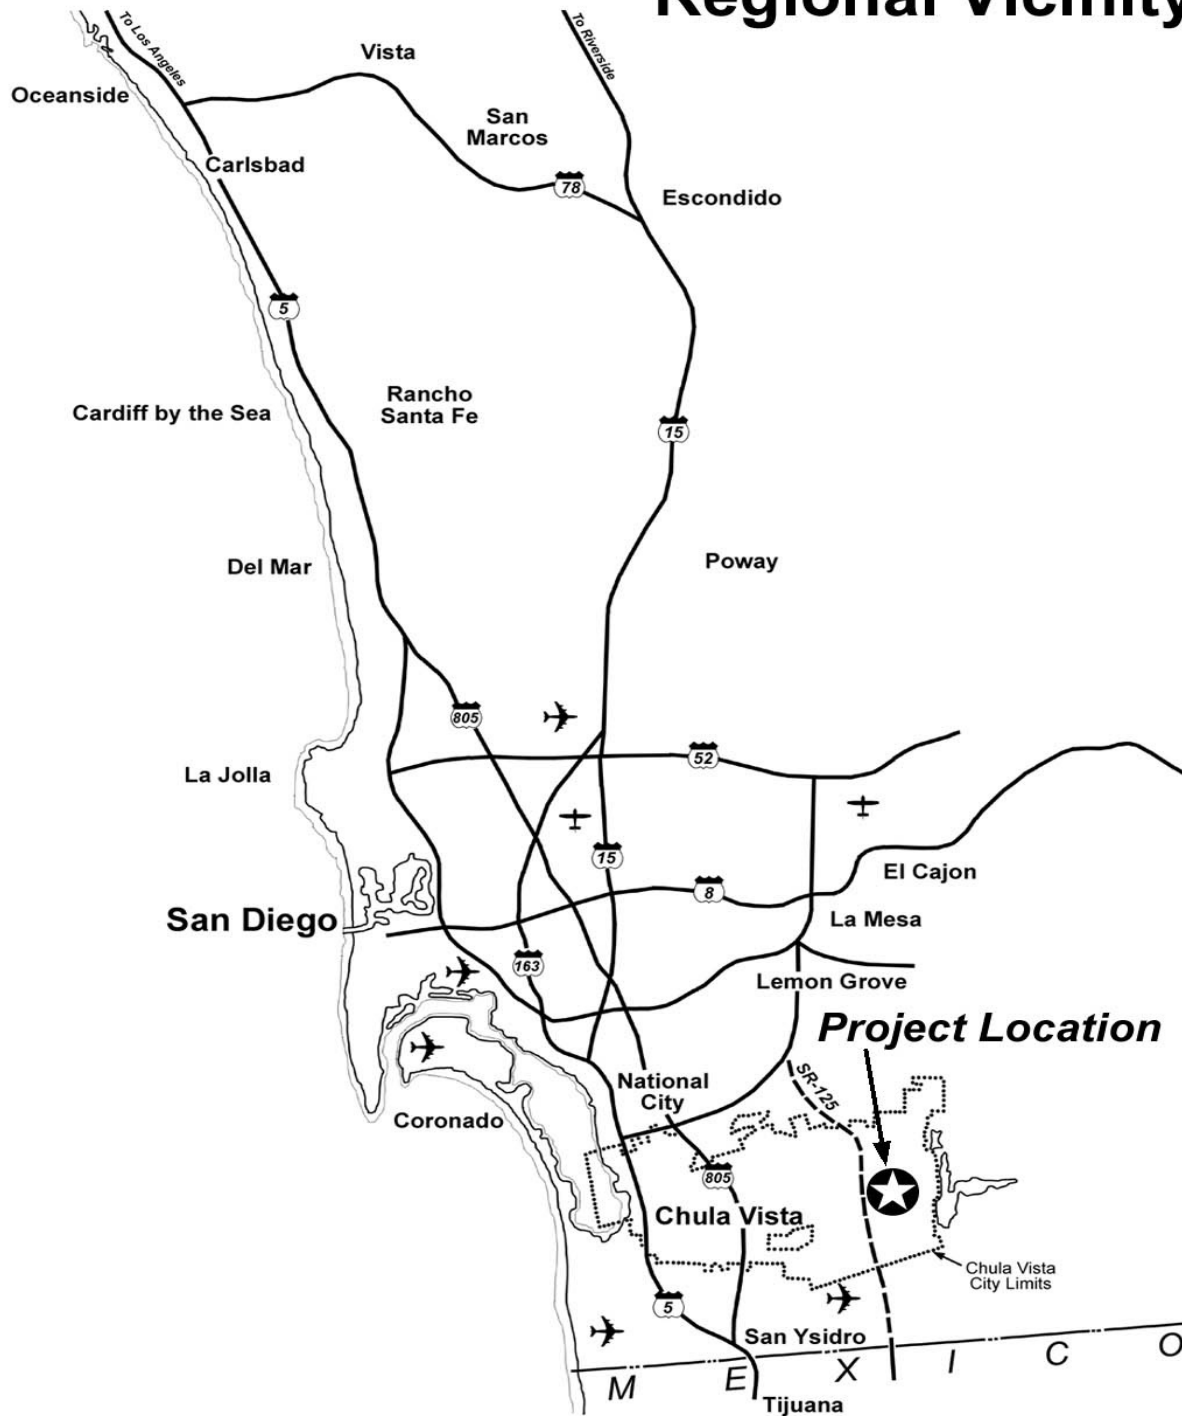 Regional Vicinity
To Los Angeles
To Riverside
Vista
Oceanside
San
Marcos
Carlsbad
78
Escondido
5
Rancho
Santa Fe
Cardiff by the Sea
15
Poway
Del Mar
805
52
La Jolla
15
El Cajon
8
San Diego
La Mesa
163
Lemon Grove
Project Location
National
City
SR-125
Coronado
805
Chula Vista
Chula Vista
City Limits
5
San Ysidro
M E X I C O
Tijuana